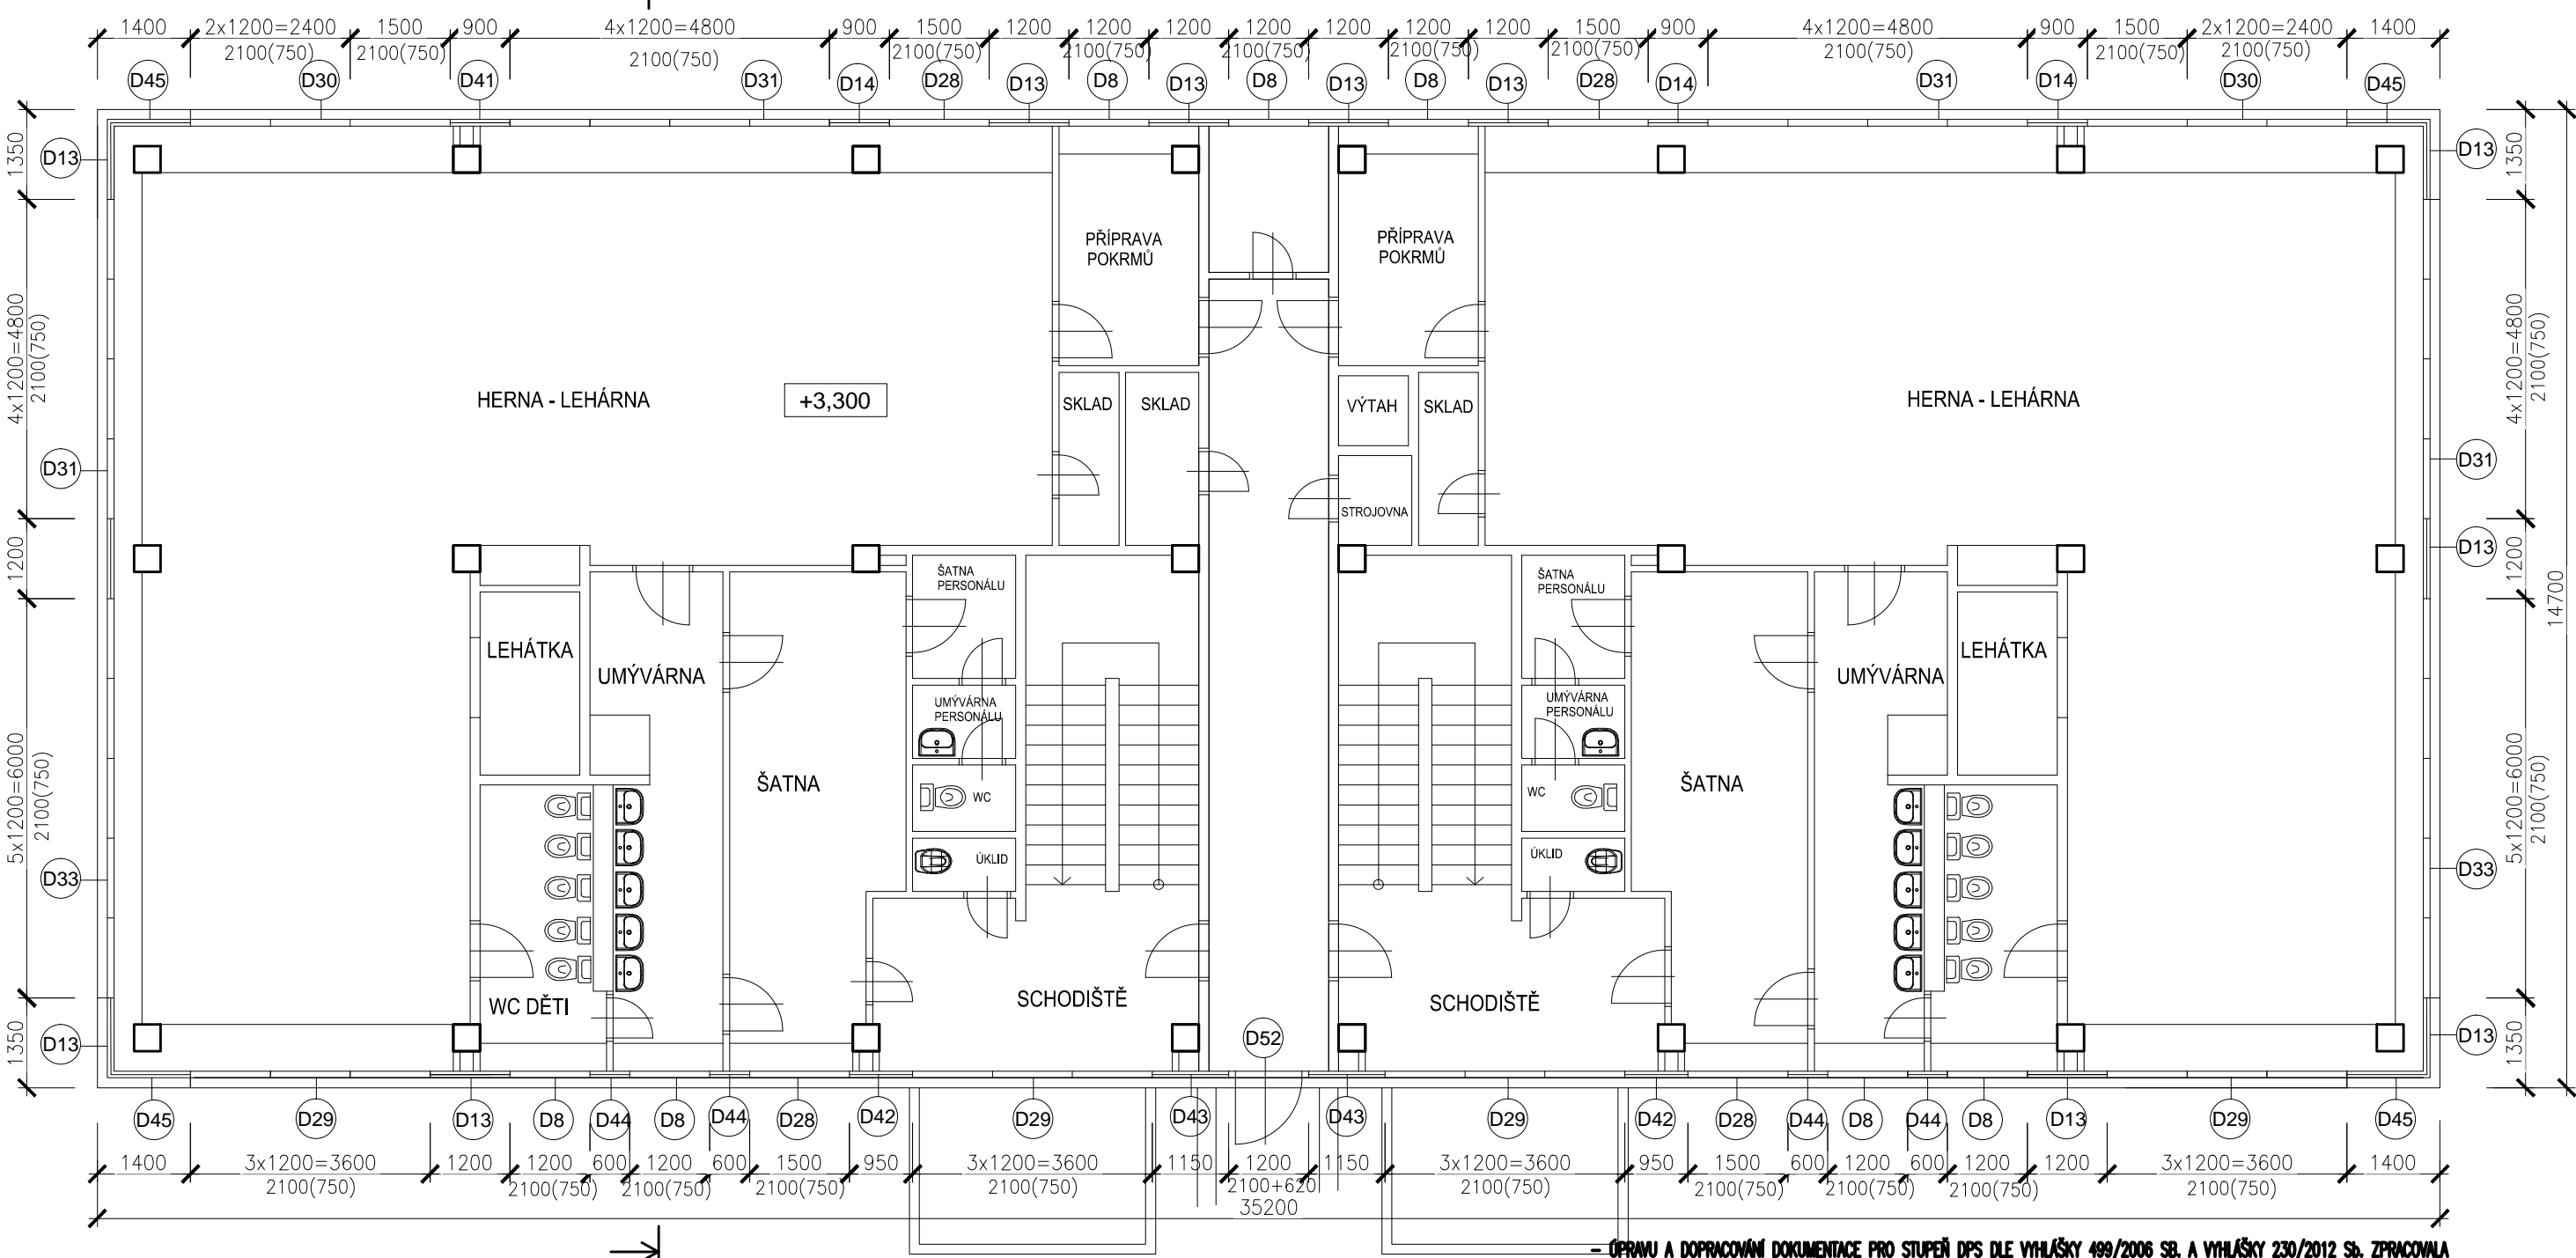 1400 2x1200=2400 1500 900 4x1200=4800 900 1500 1200 1200 1200 1200 1200 1200 1200 1500 900 4x1200=4800 900 1500 2x1200=2400 1400
2100(750) 2100(750) 2100(750) 2100(750) 2100(750) 2100(750) 2100(750) 2100(750) 2100(750) 2100(750) 2100(750)
D45 D30 D41 D31 D14 D28 D13 D8 D13 D8 D13 D8 D13 D28 D14 D31 D14 D30 D45
1350
D13
4x1200=4800
2100(750)
D31
1200
5x1200=6000
2100(750)
D33
1350
D13
PŘÍPRAVA
POKRMŮ
PŘÍPRAVA
POKRMŮ
HERNA - LEHÁRNA
+3,300
SKLAD
SKLAD
VÝTAH
SKLAD
HERNA - LEHÁRNA
STROJOVNA
ŠATNA
PERSONÁLU
ŠATNA
PERSONÁLU
LEHÁTKA
UMÝVÁRNA
UMÝVÁRNA
LEHÁTKA
UMÝVÁRNA
PERSONÁLU
UMÝVÁRNA
PERSONÁLU
ŠATNA
WC
WC
ŠATNA
ÚKLID
ÚKLID
WC DĚTI
SCHODIŠTĚ
SCHODIŠTĚ
D52
1350
D13
4x1200=4800
2100(750)
D31
D13
1200
14700
5x1200=6000
2100(750)
D33
D13
1350
D45 D29 D13 D8 D44 D8 D44 D28 D42 D29 D43 D43 D29 D42 D28 D44 D8 D44 D8 D13 D29 D45
1400 3x1200=3600 1200 1200 600 1200 600 1500 950 3x1200=3600 1150 1200 1150 3x1200=3600 950 1500 600 1200 600 1200 1200 3x1200=3600 1400
2100(750) 2100(750) 2100(750) 2100(750) 2100(750) 2100+620 2100(750) 2100(750) 2100(750) 2100(750) 2100(750)
35200
- ÚPRAVU A DOPRACOVÁNÍ DOKUMENTACE PRO STUPEŇ DPS DLE VYHLÁŠKY 499/2006 SB. A VYHLÁŠKY 230/2012 Sb. ZPRACOVALA